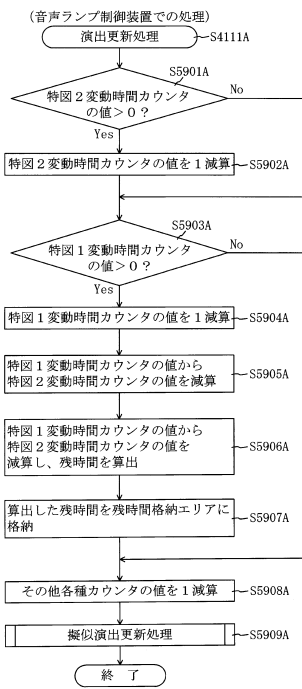 (音声ランプ制御装置での処理)
演出更新処理
S4111A
S5901A
特図2変動時間カウンタ
の値>0?
No
Yes
特図2変動時間カウンタの値を1減算
S5902A
S5903A
特図1変動時間カウンタ
の値>0?
No
Yes
特図1変動時間カウンタの値を1減算
S5904A
特図1変動時間カウンタの値から
特図2変動時間カウンタの値を減算
S5905A
特図1変動時間カウンタの値から
特図2変動時間カウンタの値を
減算し、残時間を算出
S5906A
算出した残時間を残時間格納エリアに
格納
S5907A
その他各種カウンタの値を1減算
S5908A
擬似演出更新処理
S5909A
終 了